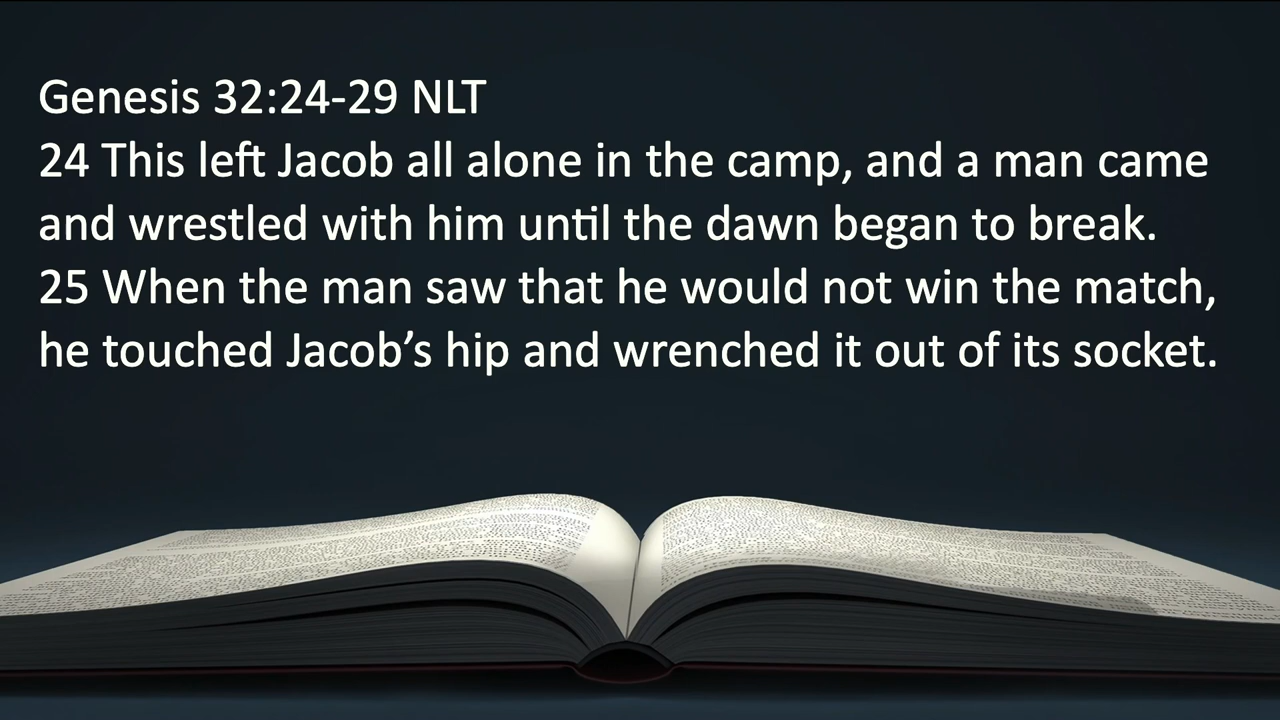 Genesis 32:24-29 NLT
24 This left Jacob all alone in the camp, and a man came
and wrestled with him until the dawn began to break.
25 When the man saw that he would not win the match,
he touched Jacob’s hip and wrenched it out of its socket.